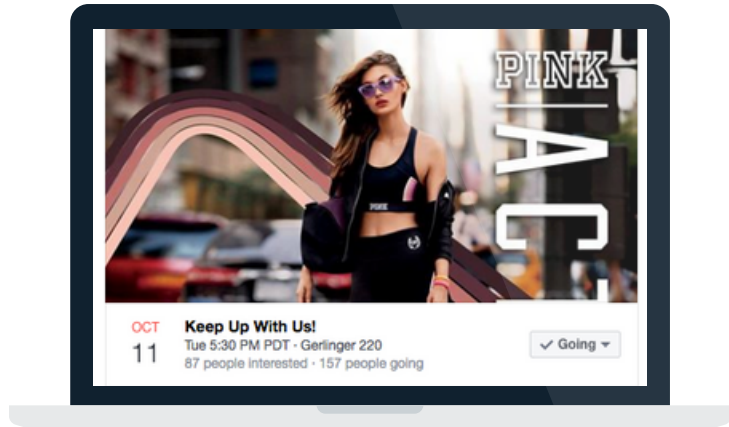 PINK
AC
PINK
OCT
11
Keep Up With Us!
Tue 5:30 PM PDT · Gerlinger 220
87 people interested · 157 people going
Going